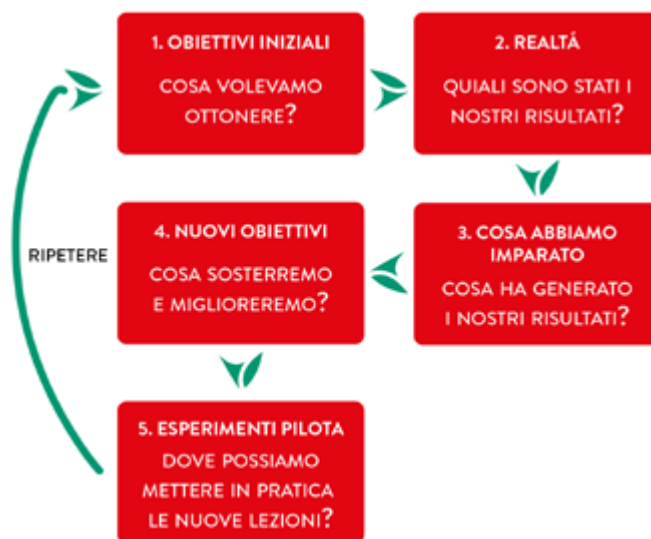 1. OBIETTIVI INIZIALI
COSA VOLEVAMO
OTTONERE?
2. REALTÁ
QUIALI SONO STATI I
NOSTRI RISULTATI?
3. COSA ABBIAMO
IMPARATO
COSA HA GENERATO
I NOSTRI RISULTATI?
4. NUOVI OBIETTIVI
COSA SOSTERREMO
E MIGLIOREREMO?
5. ESPERIMENTI PILOTA
DOVE POSSIAMO
METTERE IN PRATICA
LE NUOVE LEZIONI?
RIPETERE